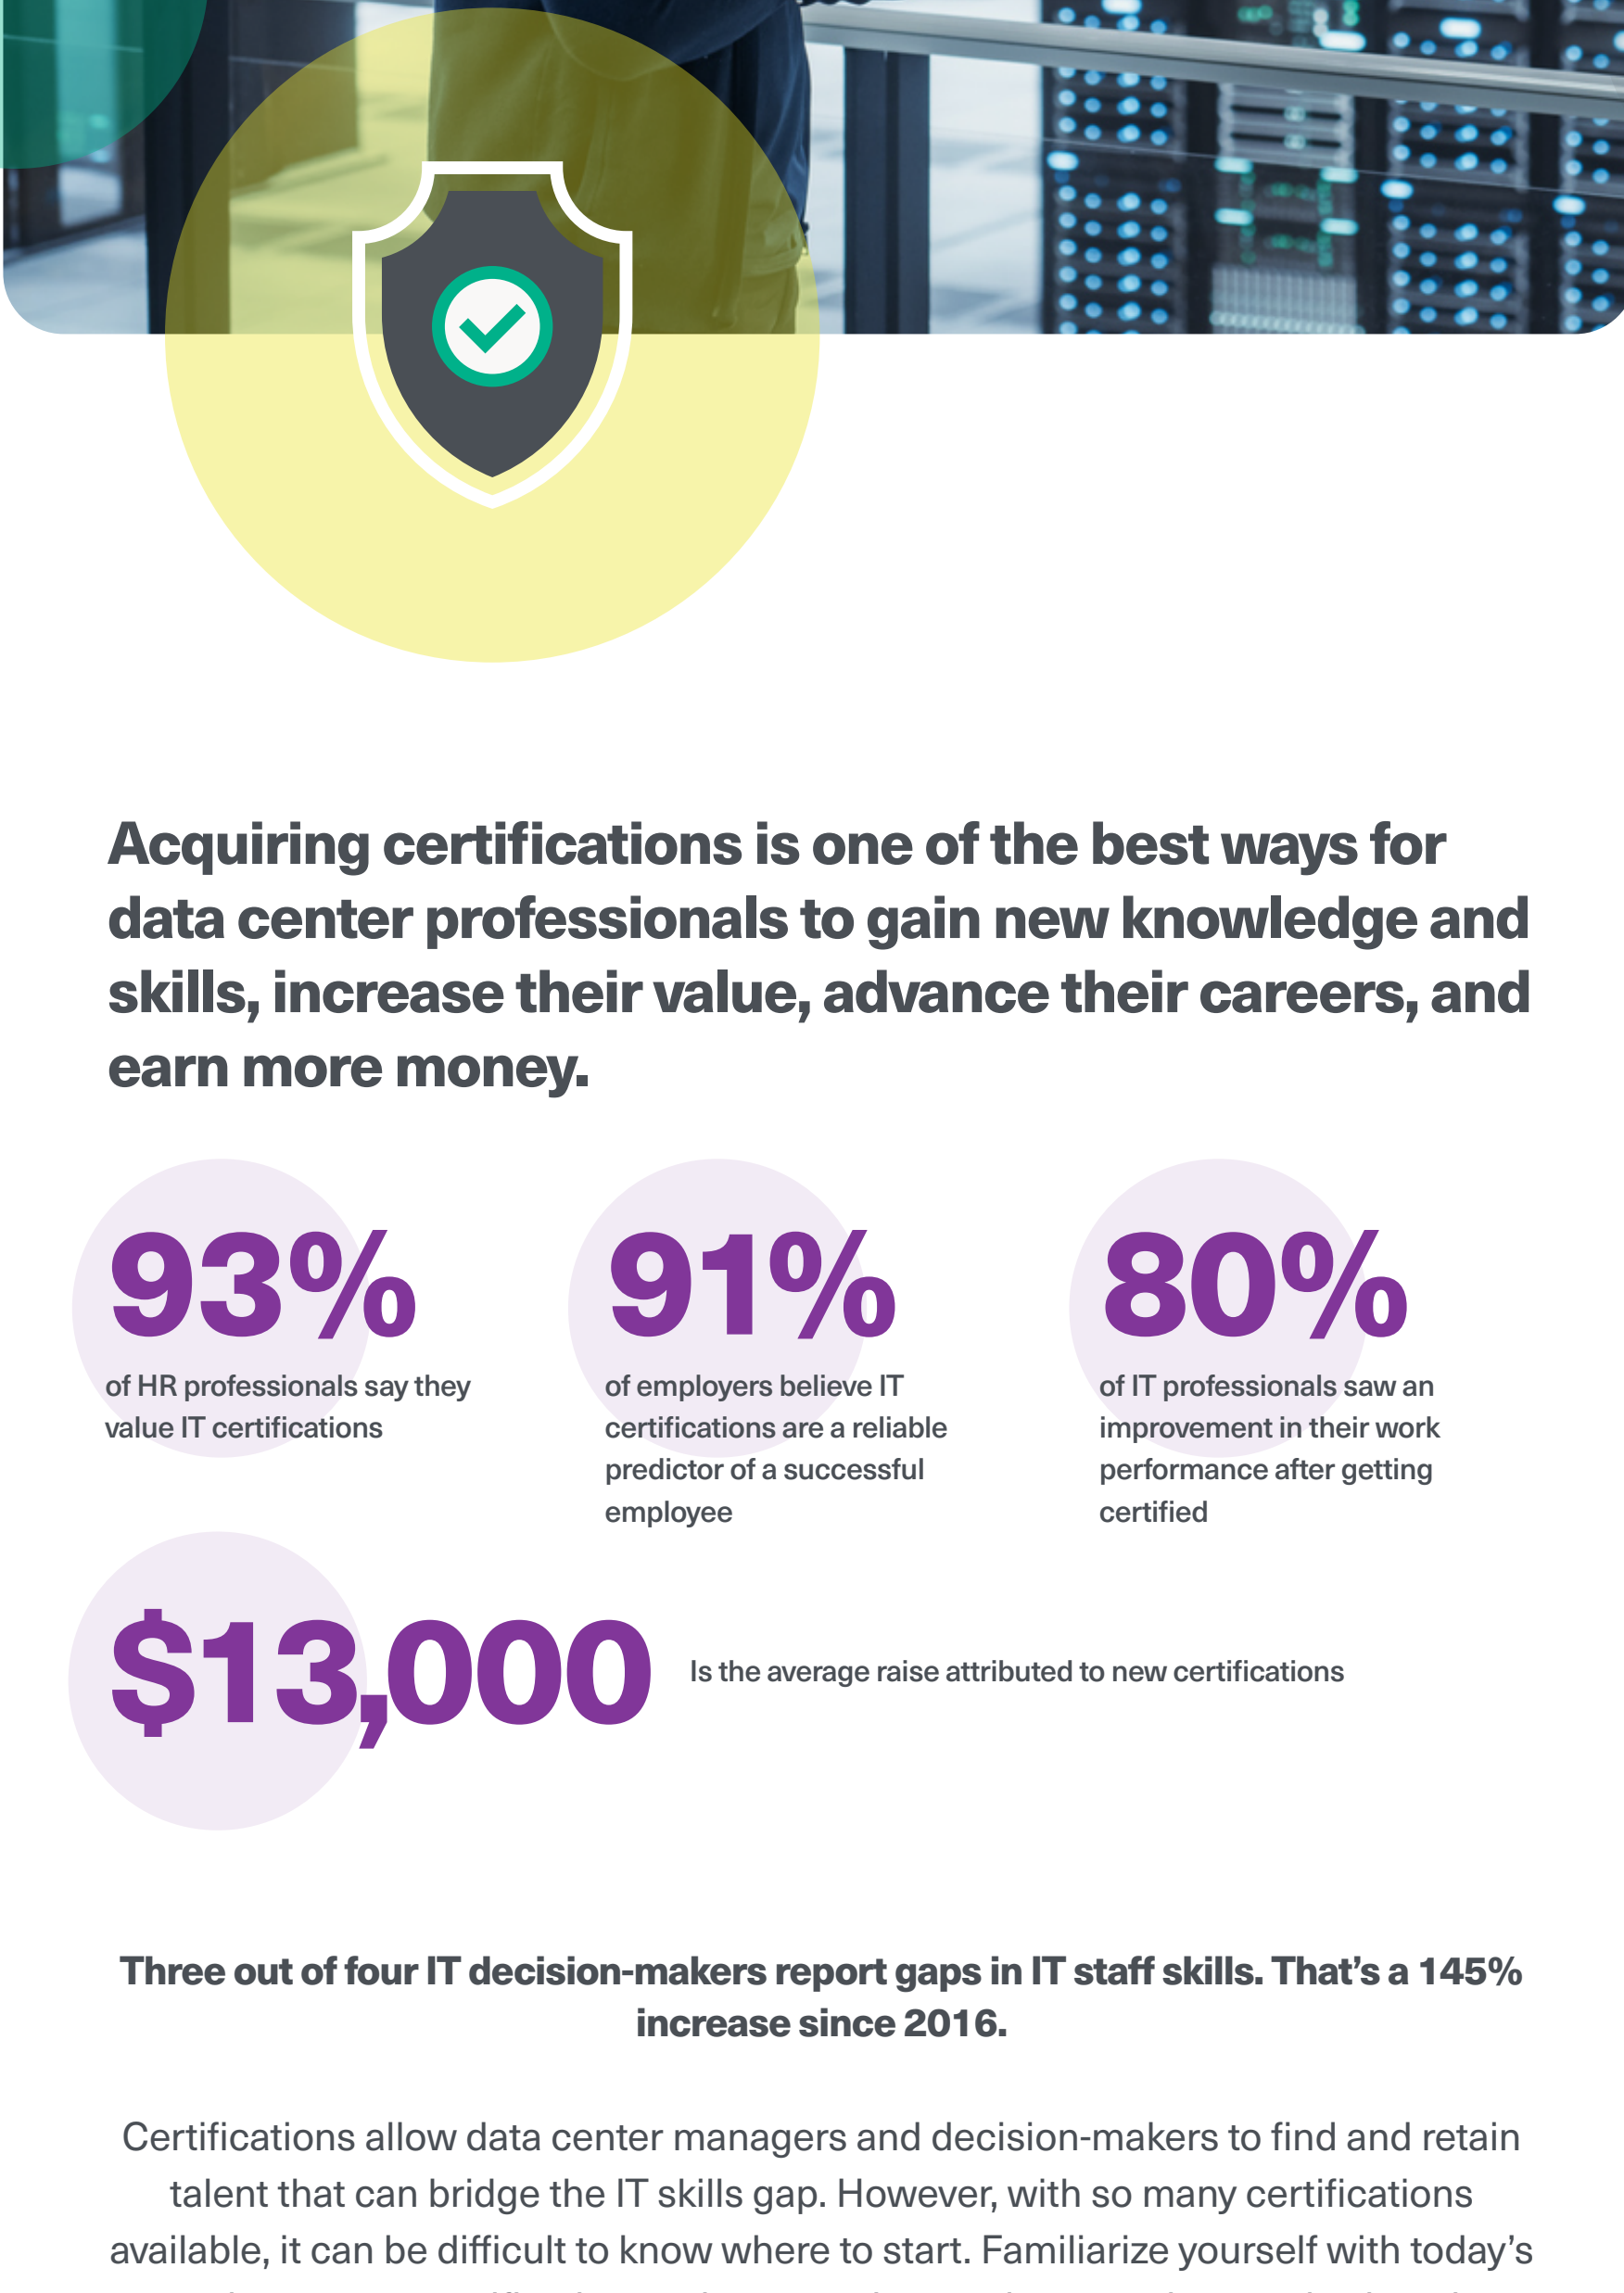 Acquiring certifications is one of the best ways for
data center professionals to gain new knowledge and
skills, increase their value, advance their careers, and
earn more money.
93%
of HR professionals say they
value IT certifications
91%
of employers believe IT
certifications are a reliable
predictor of a successful
employee
80%
of IT professionals saw an
improvement in their work
performance after getting
certified
$13,000
Is the average raise attributed to new certifications
Three out of four IT decision-makers report gaps in IT staff skills. That’s a 145%
increase since 2016.
Certifications allow data center managers and decision-makers to find and retain
talent that can bridge the IT skills gap. However, with so many certifications
available, it can be difficult to know where to start. Familiarize yourself with today’s